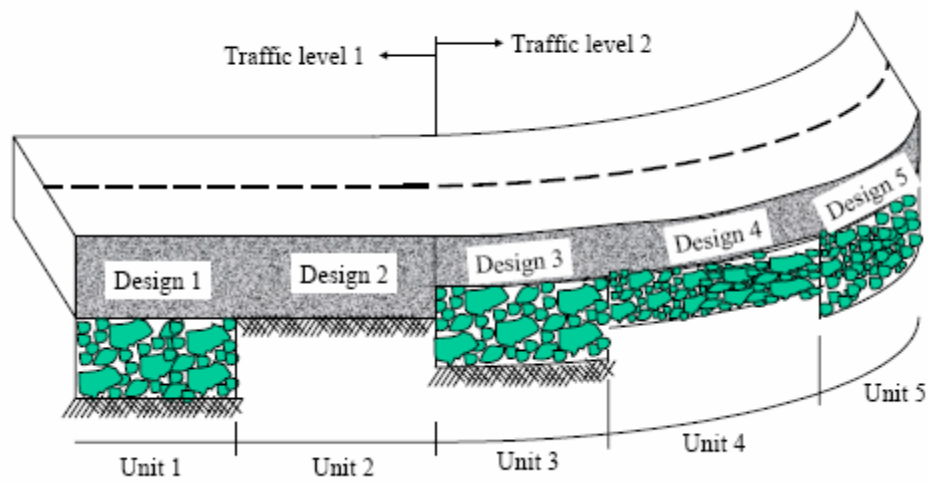 Traffic level 1
Traffic level 2
Design 1
Design 2
Design 3
Design 4
Design 5
Unit 1
Unit 2
Unit 3
Unit 4
Unit 5